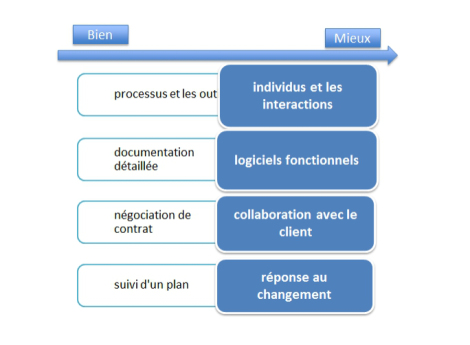 Bien
Mieux
processus et les out
individus et les
interactions
documentation
détaillée
logiciels fonctionnels
négociation de
contrat
collaboration avec le
client
suivi d'un plan
réponse au
changement